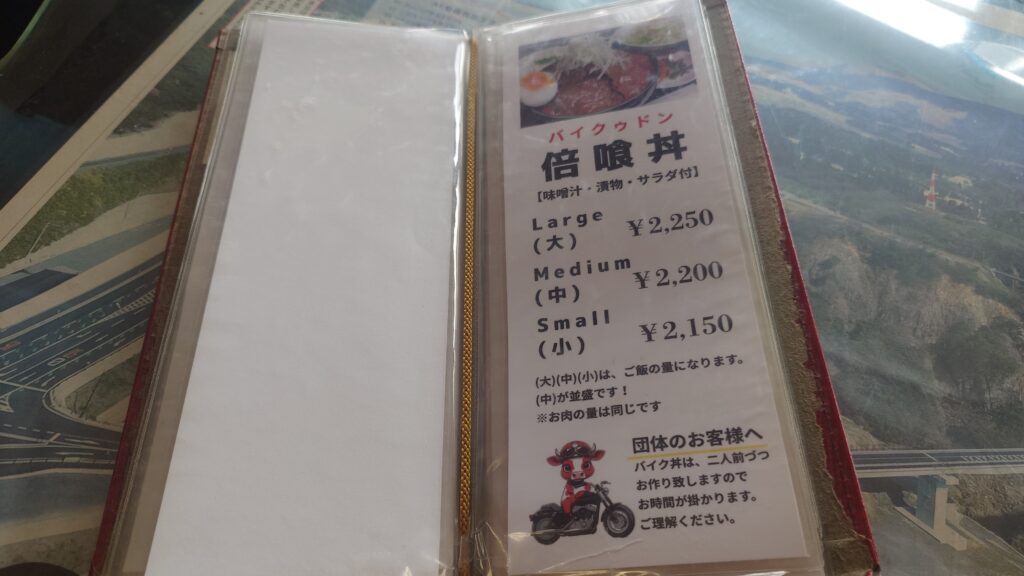 バイクゥドン
倍喰丼
【味噌汁・漬物・サラダ付】
Large
(大)
¥2,250
Medium
(中)
¥2,200
Small
(小)
¥2,150
(大)(中)(小)は、ご飯の量になります。
(中)が並盛です！
※お肉の量は同じです
団体のお客様へ
バイク丼は、二人前づつ
お作り致しますので
お時間が掛かります。
ご理解ください。